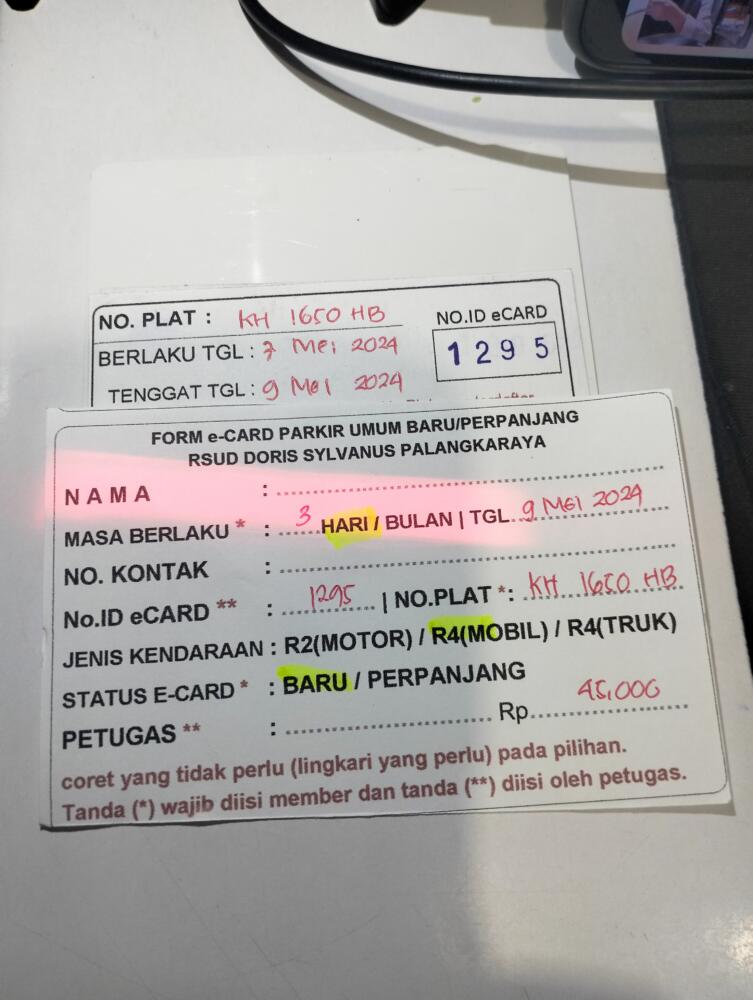 NO. PLAT : KH 1650 HB
NO.ID eCARD
BERLAKU TGL : 7 Mei 2024
1295
TENGGAT TGL : 9 Mei 2024
FORM e-CARD PARKIR UMUM BARU/PERPANJANG
RSUD DORIS SYLVANUS PALANGKARAYA
NAMA :
MASA BERLAKU * : 3 HARI / BULAN | TGL. 9 MEI 2024
NO. KONTAK :
No.ID eCARD ** : 1295 | NO.PLAT *: KH 1650 HB
JENIS KENDARAAN : R2(MOTOR) / R4(MOBIL) / R4(TRUK)
STATUS E-CARD * : BARU / PERPANJANG
PETUGAS ** : Rp. 45,000
coret yang tidak perlu (lingkari yang perlu) pada pilihan.
Tanda (*) wajib diisi member dan tanda (**) diisi oleh petugas.